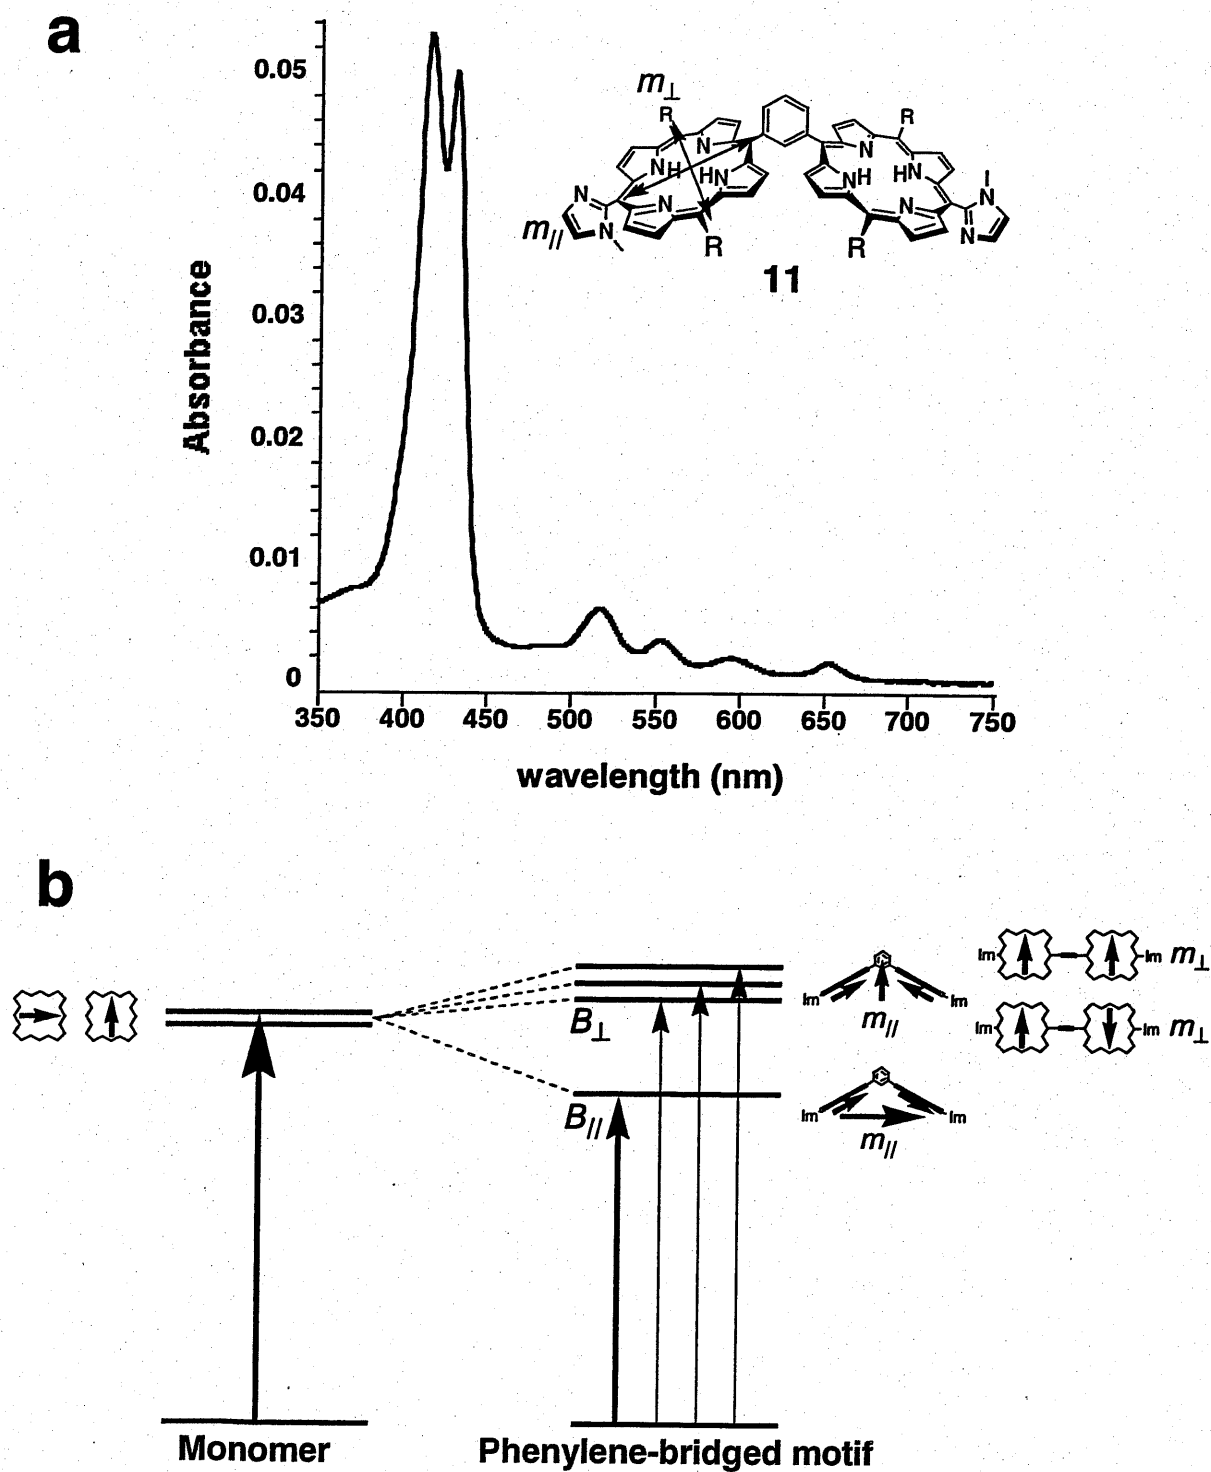 a
0.05
0.04
0.03
0.02
0.01
0
Absorbance
350 400 450 500 550 600 650 700 750
wavelength (nm)
m⊥
R
R
N
N
NH
HN
NH
HN
N
N
N
N
N
N
m//
R
R
11
b
Im Im m⊥
Im Im
m//
Im Im m⊥
B⊥
B//
Im Im
m//
Monomer
Phenylene-bridged motif